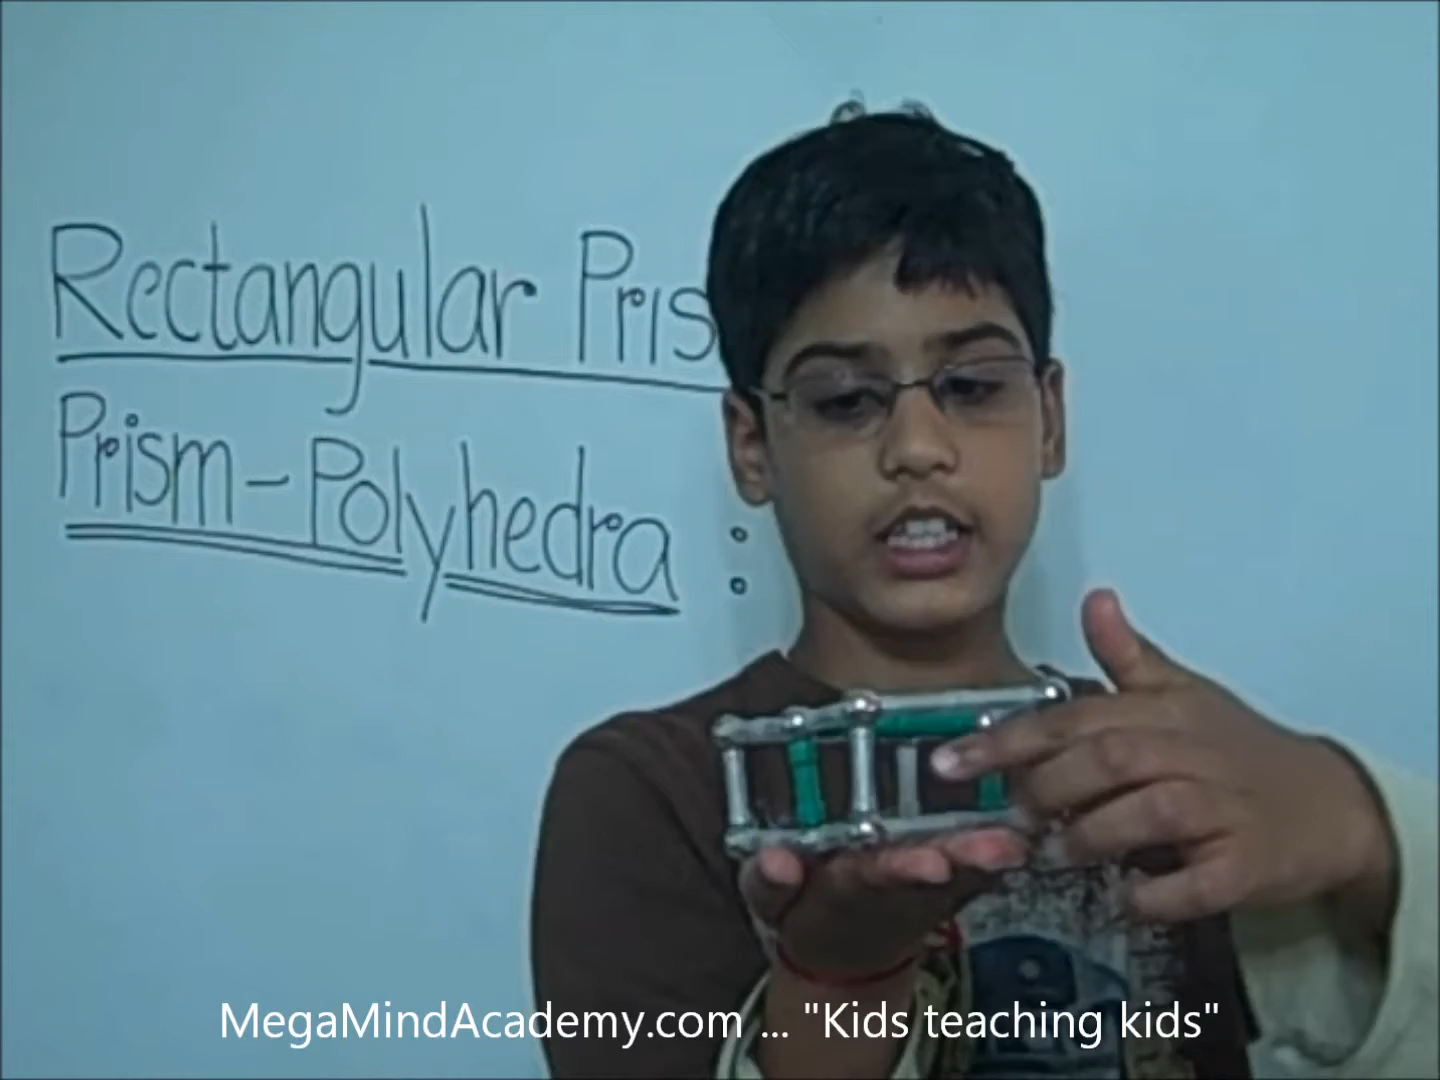 Rectangular Pris
Prism-Polyhedra :
MegaMindAcademy.com ... "Kids teaching kids"